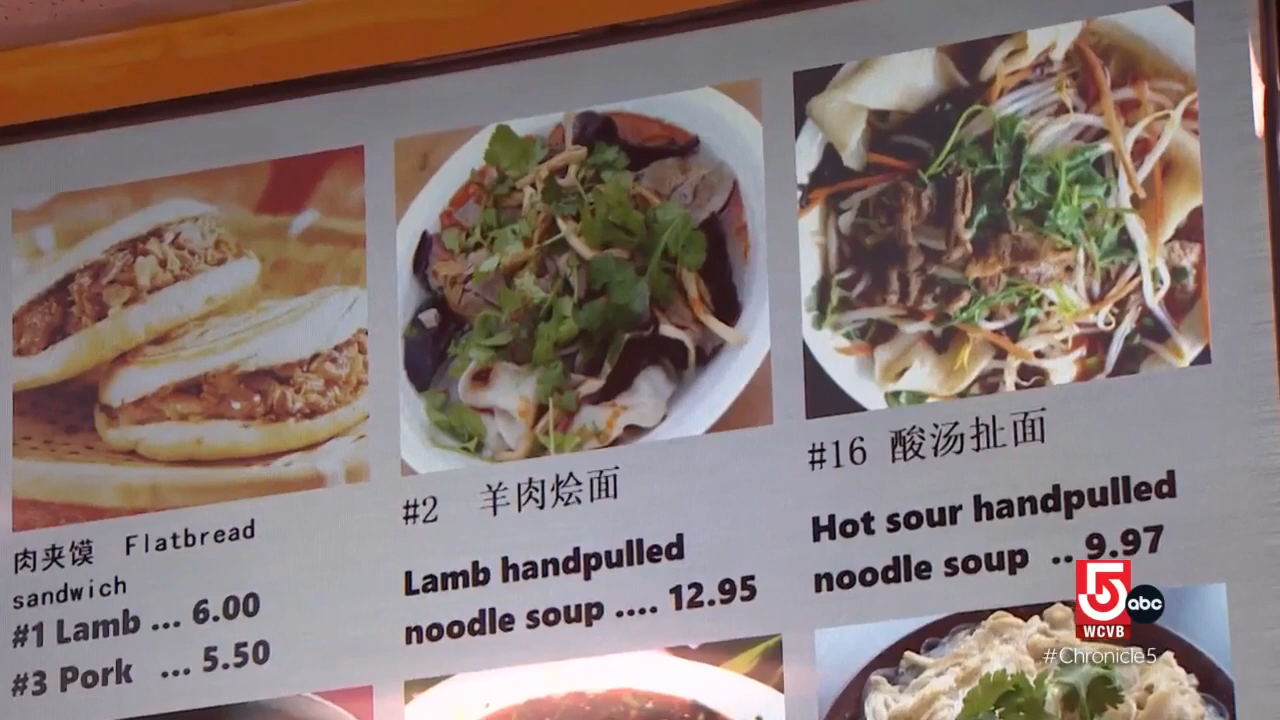 肉夹馍 Flatbread
sandwich
#1 Lamb ... 6.00
#3 Pork ... 5.50
#2 羊肉烩面
Lamb handpulled
noodle soup .... 12.95
#16 酸汤扯面
Hot sour handpulled
noodle soup .. 9.97
5
abc
WCVB
#Chronicle5